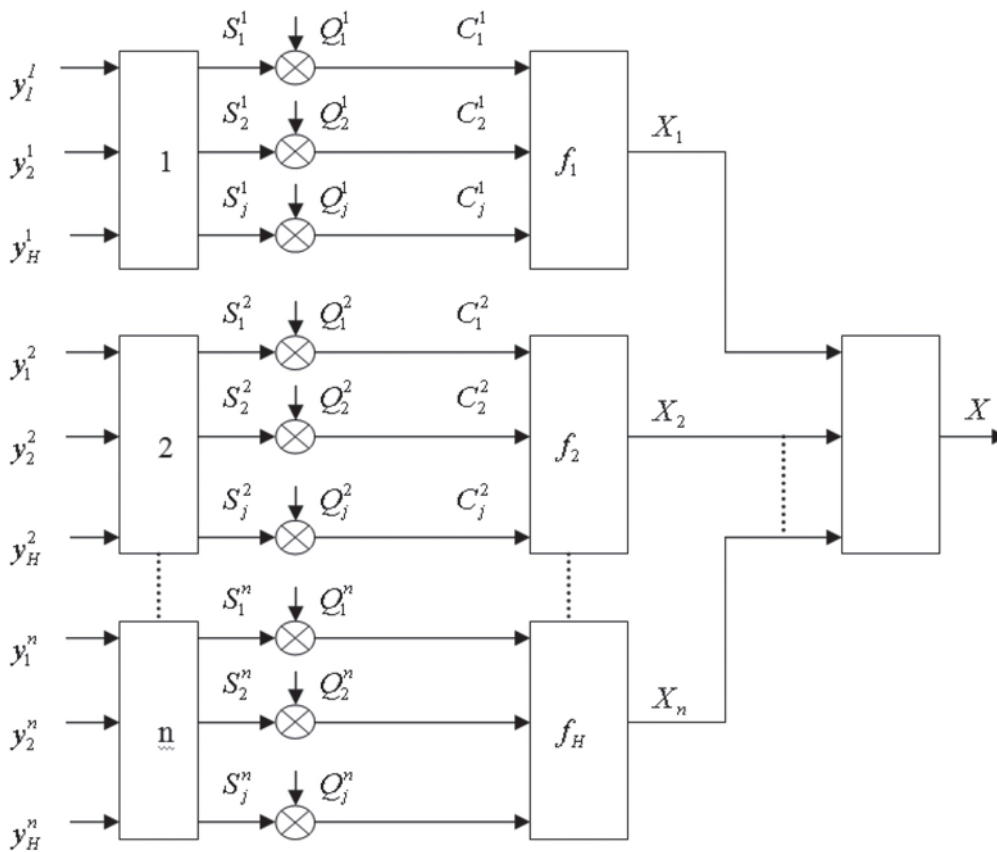 S_1^1 Q_1^1 C_1^1
y_I^I
S_2^1 Q_2^1 C_2^1
X_1
y_2^1 1 f_1
S_j^1 Q_j^1 C_j^1
y_H^1
S_1^2 Q_1^2 C_1^2
y_1^2
S_2^2 Q_2^2 C_2^2
X_2 X
y_2^2 2 f_2
S_j^2 Q_j^2 C_j^2
y_H^2
S_1^n Q_1^n
y_1^n
S_2^n Q_2^n
X_n
y_2^n n f_H
S_j^n Q_j^n
y_H^n